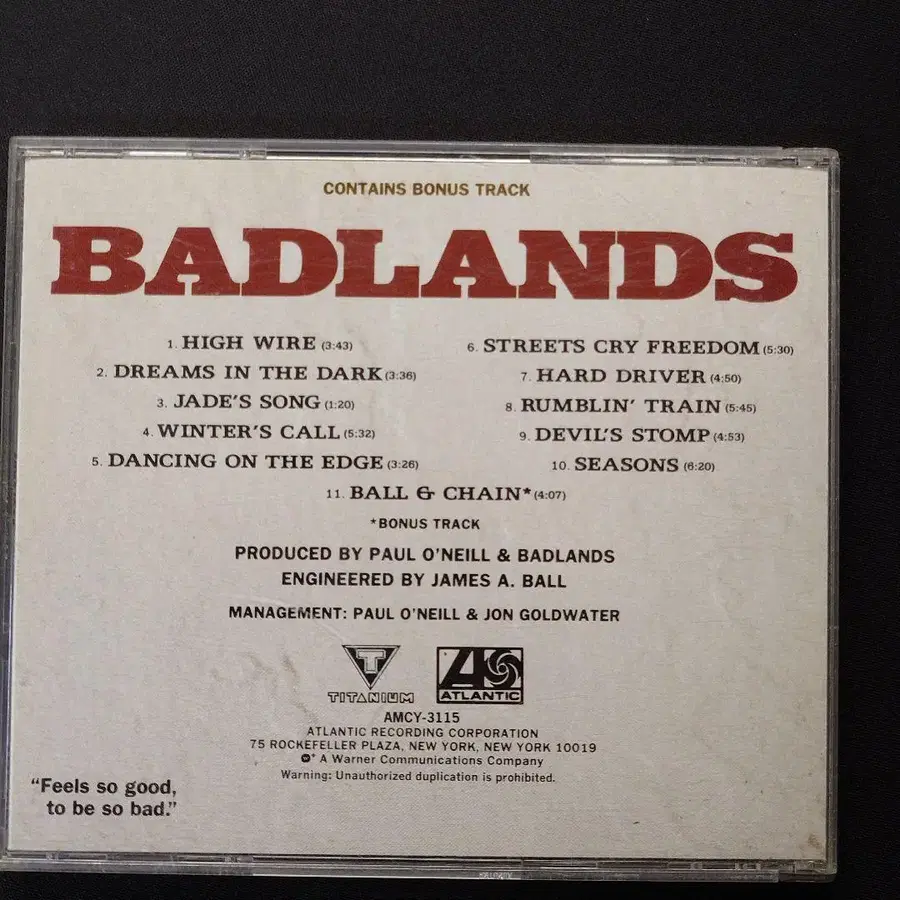 CONTAINS BONUS TRACK
BADLANDS
1. HIGH WIRE (3:43)
2. DREAMS IN THE DARK (3:36)
3. JADE'S SONG (1:20)
4. WINTER'S CALL (5:32)
5. DANCING ON THE EDGE (3:26)
6. STREETS CRY FREEDOM (5:30)
7. HARD DRIVER (4:50)
8. RUMBLIN' TRAIN (5:45)
9. DEVIL'S STOMP (4:53)
10. SEASONS (6:20)
11. BALL & CHAIN* (4:07)
*BONUS TRACK
PRODUCED BY PAUL O'NEILL & BADLANDS
ENGINEERED BY JAMES A. BALL
MANAGEMENT: PAUL O'NEILL & JON GOLDWATER
T
TITANIUM
A
ATLANTIC
AMCY-3115
ATLANTIC RECORDING CORPORATION
75 ROCKEFELLER PLAZA, NEW YORK, NEW YORK 10019
A Warner Communications Company
Warning: Unauthorized duplication is prohibited.
"Feels so good,
to be so bad."